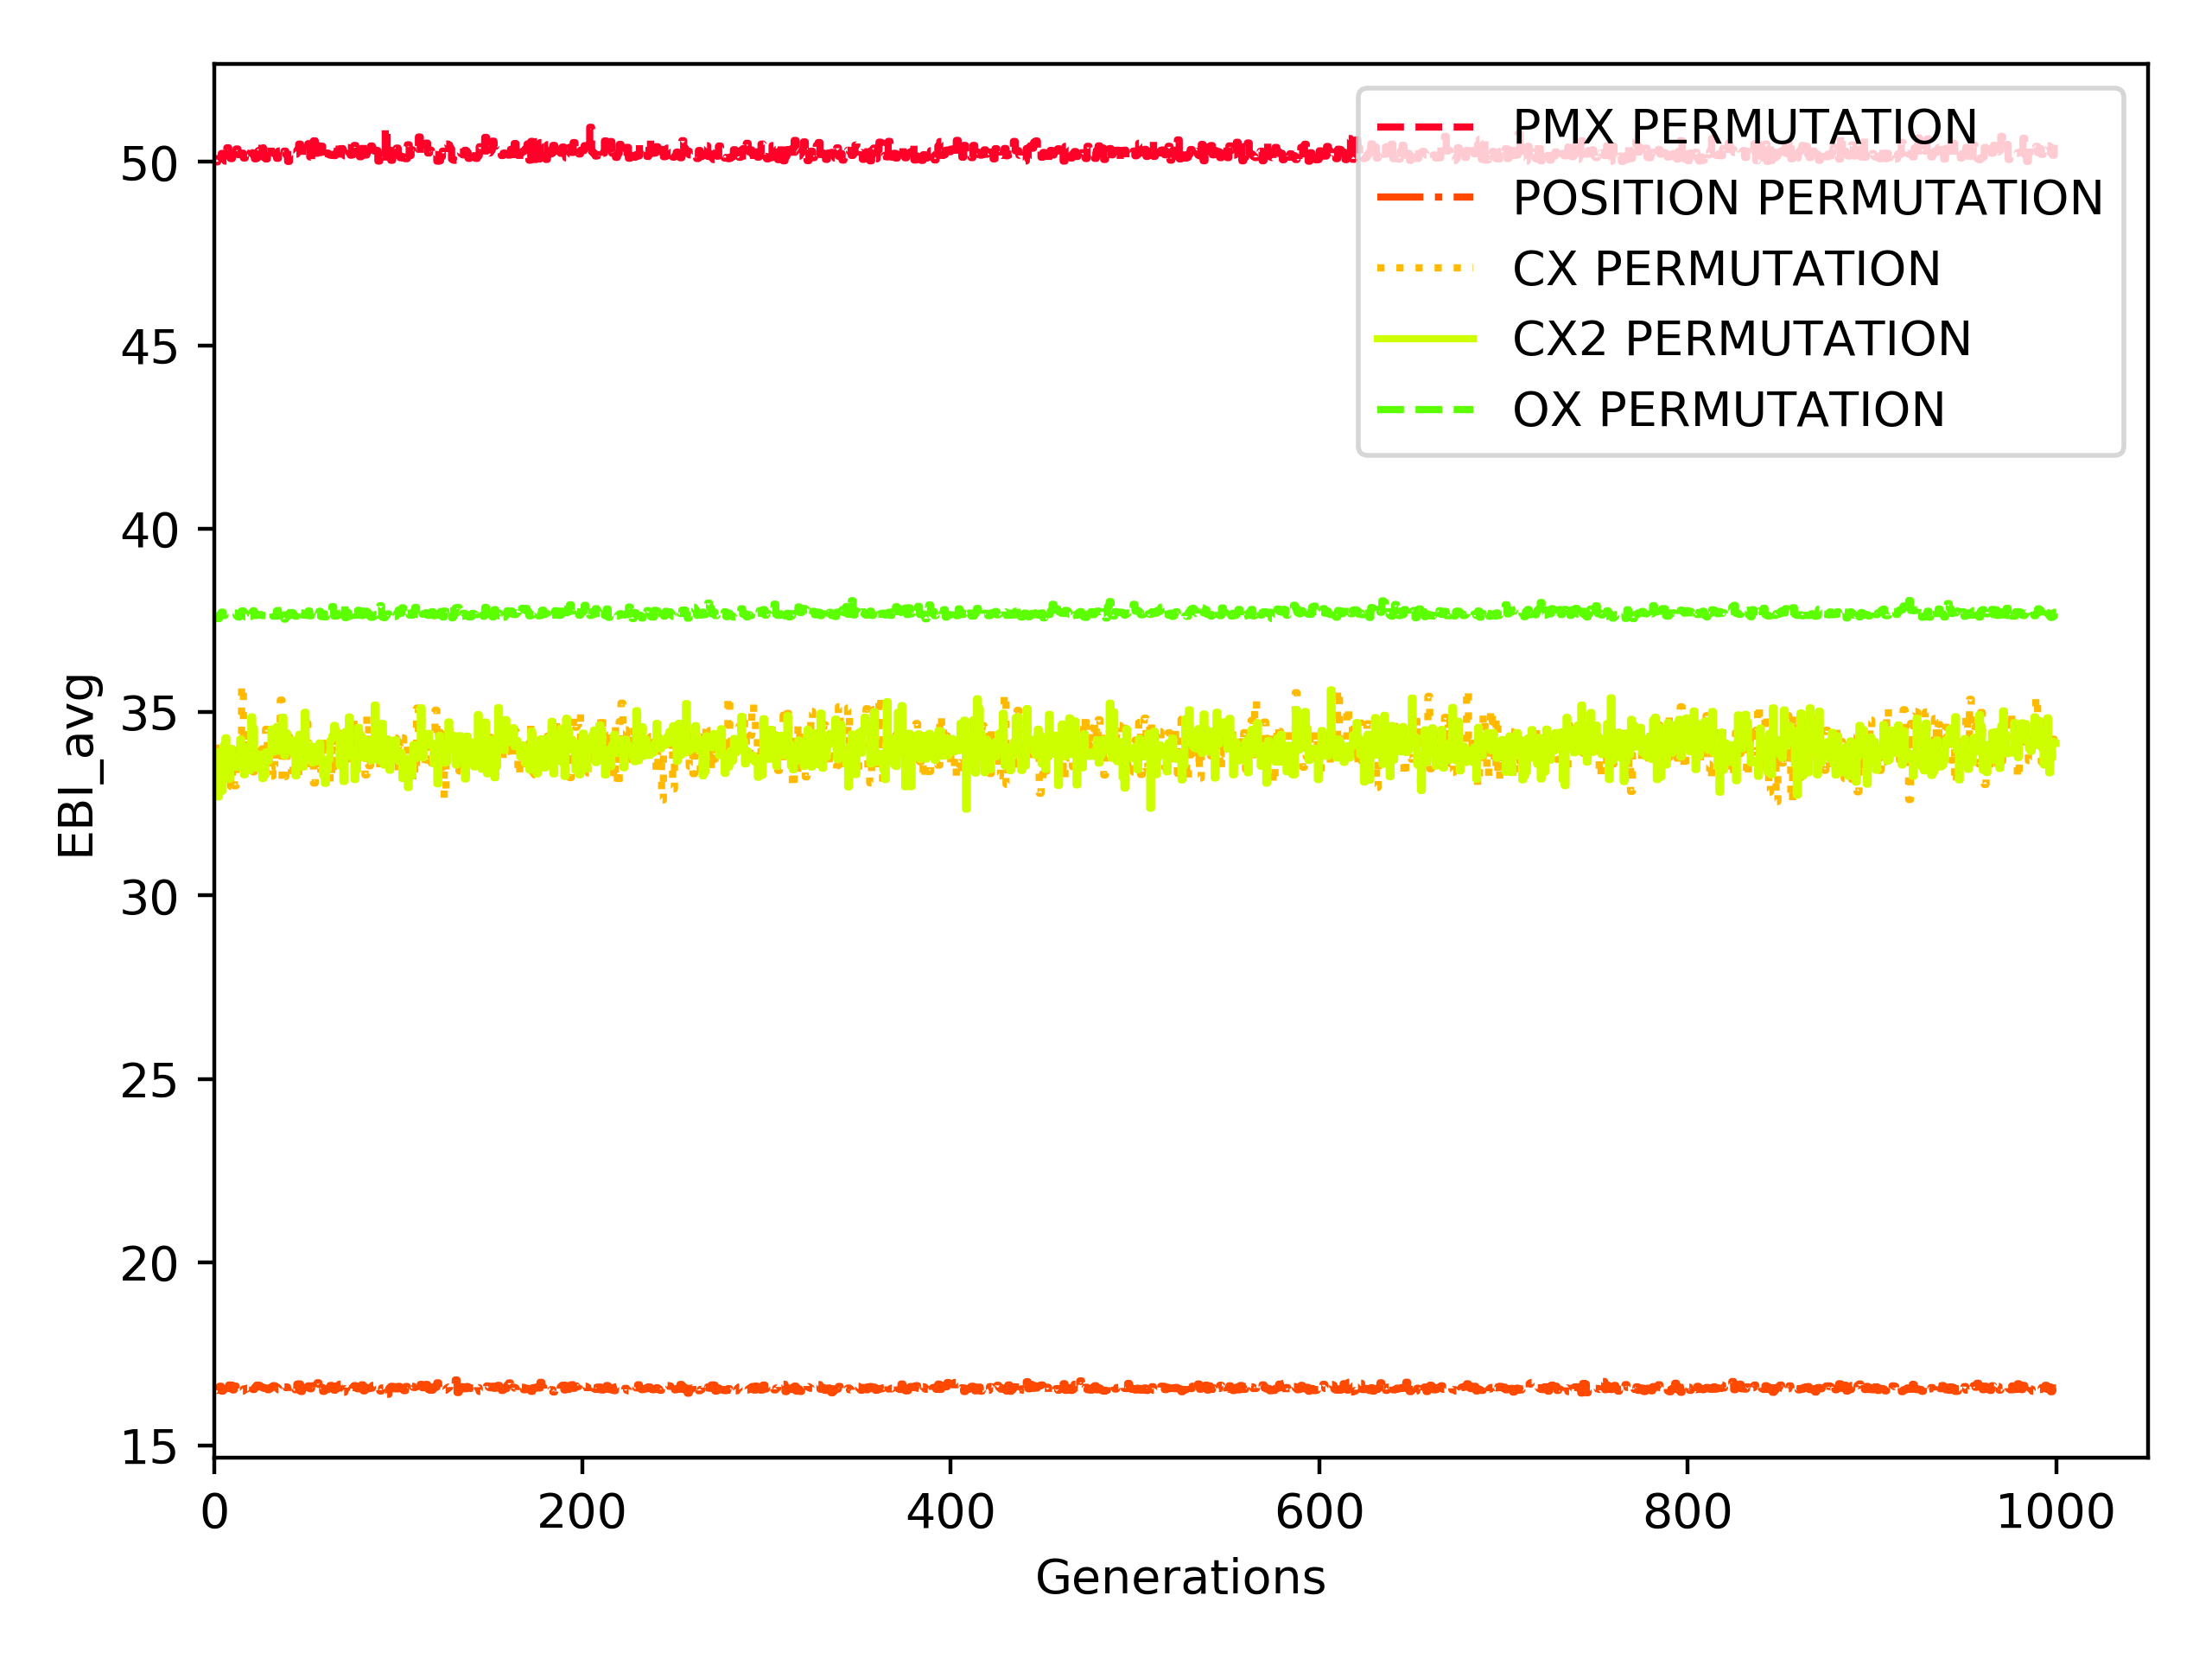 PMX PERMUTATION
POSITION PERMUTATION
CX PERMUTATION
CX2 PERMUTATION
OX PERMUTATION
50
45
40
35
30
25
20
15
EBI_avg
0 200 400 600 800 1000
Generations